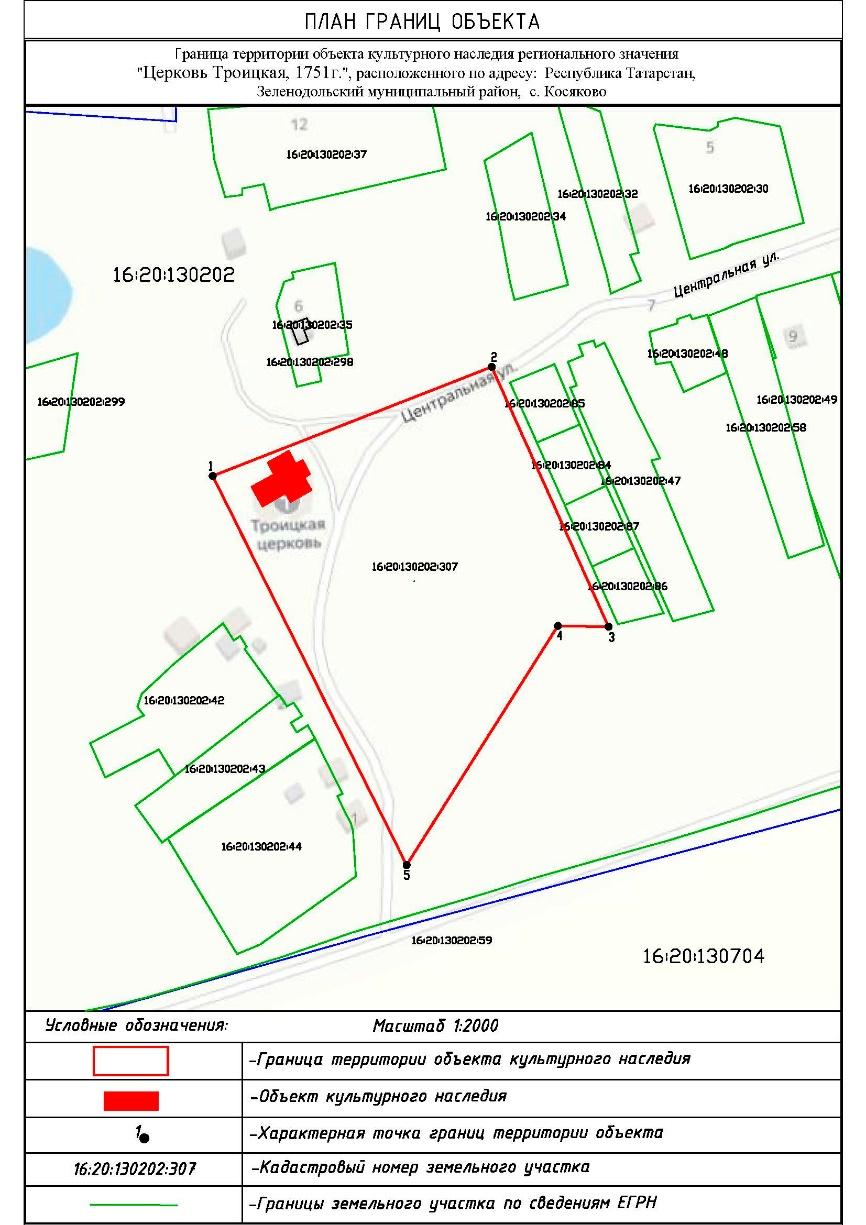 ПЛАН ГРАНИЦ ОБЪЕКТА
Граница территории объекта культурного наследия регионального значения
"Церковь Троицкая, 1751г.", расположенного по адресу: Республика Татарстан,
Зеленодольский муниципальный район, с. Косяково
12
16:20:130202:37
5
16:20:130202:30
16:20:130202:32
16:20:130202:34
16:20:130202
Центральная ул.
6
7
16:20:130202:35
9
16:20:130202:298
16:20:130202:48
2
Центральная ул.
16:20:130202:299
16:20:130202:85
16:20:130202:49
16:20:130202:58
1
16:20:130202:84
16:20:130202:47
Троицкая
церковь
16:20:130202:87
16:20:130202:307
16:20:130202:86
4
3
16:20:130202:42
16:20:130202:43
16:20:130202:44
5
16:20:130202:59
16:20:130704
Условные обозначения:
Масштаб 1:2000
-Граница территории объекта культурного наследия
-Объект культурного наследия
1
-Характерная точка границ территории объекта
16:20:130202:307
-Кадастровый номер земельного участка
-Границы земельного участка по сведениям ЕГРН